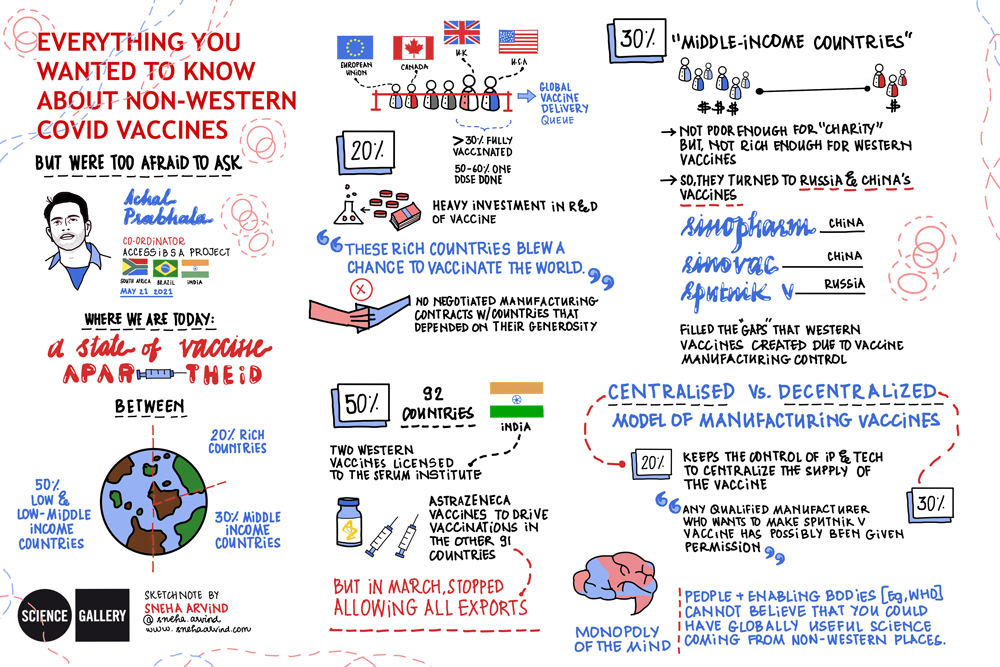 EVERYTHING YOU
WANTED TO KNOW
ABOUT NON-WESTERN
COVID VACCINES
BUT WERE TOO AFRAID TO ASK
Achal
Prabhala
CO-ORDINATOR
ACCESS IBSA PROJECT
SOUTH AFRICA
BRAZIL
INDIA
MAY 21 2021
WHERE WE ARE TODAY:
a state of vaccine
APARTHEID
BETWEEN
20% RICH
COUNTRIES
50%
LOW &
LOW-MIDDLE
INCOME
COUNTRIES
30% MIDDLE
INCOME
COUNTRIES
SCIENCE
GALLERY
SKETCHNOTE BY
SNEHA ARVIND
@ sneha.arvind
www.snehaarvind.com
EUROPEAN
UNION
CANADA
U.K
U.S.A
GLOBAL
VACCINE
DELIVERY
QUEUE
20%
>30% FULLY
VACCINATED
50-60% ONE
DOSE DONE
HEAVY INVESTMENT IN R&D
OF VACCINE
“THESE RICH COUNTRIES BLEW A
CHANCE TO VACCINATE THE WORLD.”
X
NO NEGOTIATED MANUFACTURING
CONTRACTS W/COUNTRIES THAT
DEPENDED ON THEIR GENEROSITY
50%
92
COUNTRIES
INDIA
TWO WESTERN
VACCINES LICENSED
TO THE SERUM INSTITUTE
ASTRAZENECA
VACCINES TO DRIVE
VACCINATIONS IN
THE OTHER 91
COUNTRIES
BUT IN MARCH, STOPPED
ALLOWING ALL EXPORTS
30%
"MIDDLE-INCOME COUNTRIES"
$$$
$
→ NOT POOR ENOUGH FOR "CHARITY"
BUT, NOT RICH ENOUGH FOR WESTERN
VACCINES
→ SO, THEY TURNED TO RUSSIA & CHINA'S
VACCINES
sinopharm CHINA
sinovac CHINA
sputnik v RUSSIA
FILLED THE "GAPS" THAT WESTERN
VACCINES CREATED DUE TO VACCINE
MANUFACTURING CONTROL
CENTRALISED VS. DECENTRALIZED
MODEL OF MANUFACTURING VACCINES
20%
KEEPS THE CONTROL OF IP & TECH
TO CENTRALIZE THE SUPPLY OF
THE VACCINE
30%
“ANY QUALIFIED MANUFACTURER
WHO WANTS TO MAKE SPUTNIK V
VACCINE HAS POSSIBLY BEEN GIVEN
PERMISSION”
MONOPOLY
OF THE MIND
PEOPLE + ENABLING BODIES [Eg, WHO]
CANNOT BELIEVE THAT YOU COULD
HAVE GLOBALLY USEFUL SCIENCE
COMING FROM NON-WESTERN PLACES.